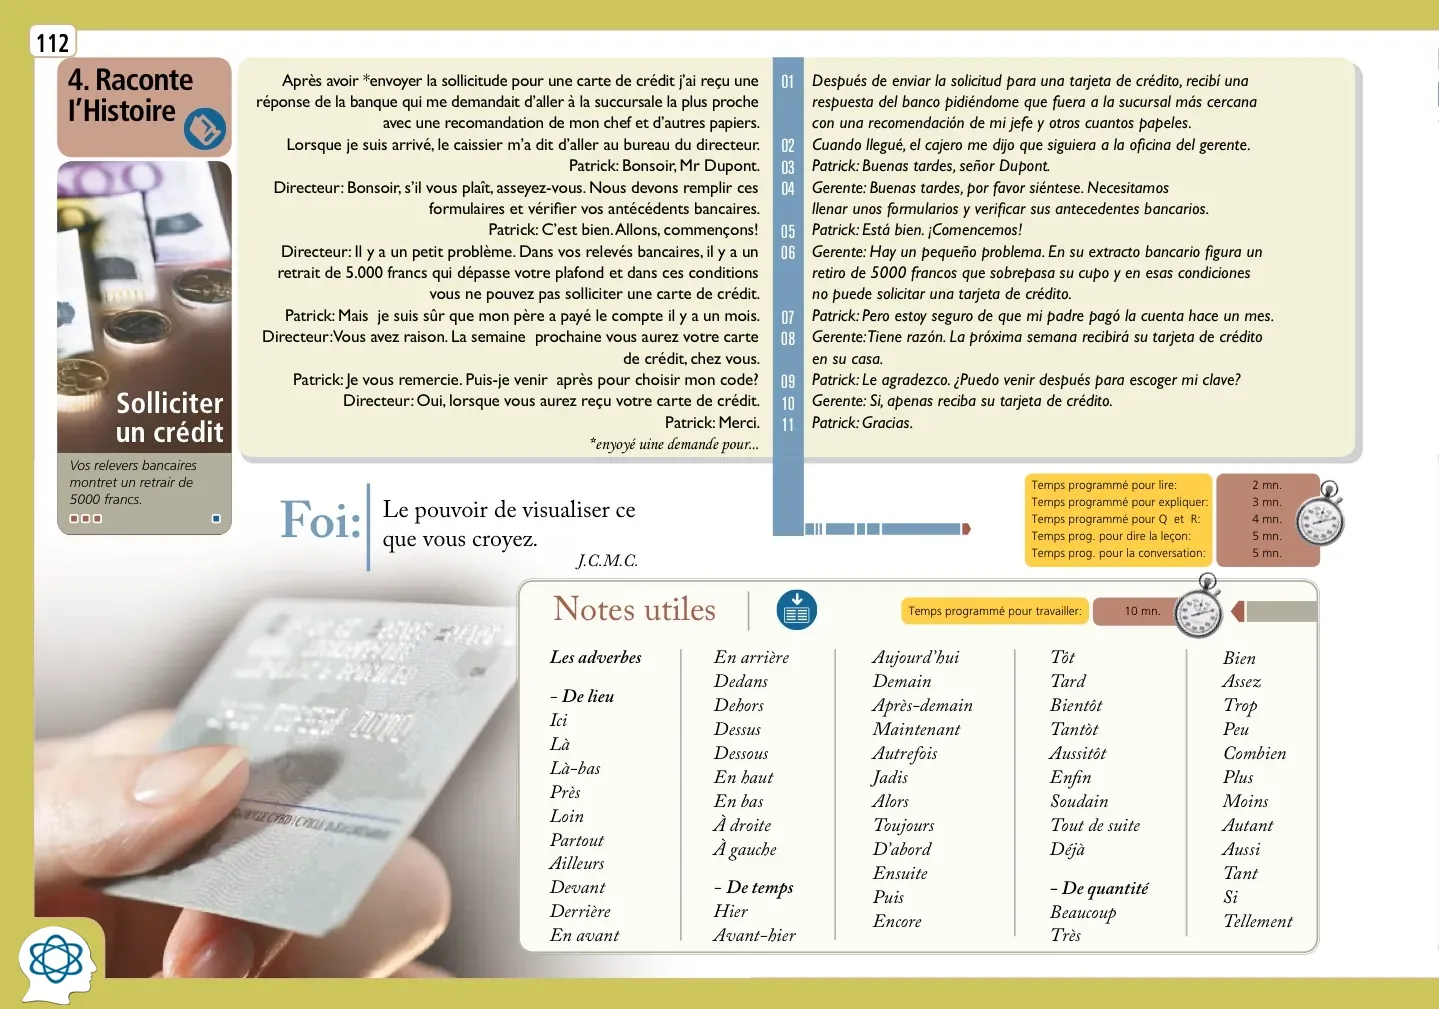 112
4. Raconte
l'Histoire
Solliciter
un crédit
Vos relevers bancaires
montret un retrair de
5000 francs.
Après avoir *envoyer la sollicitude pour une carte de crédit j'ai reçu une
réponse de la banque qui me demandait d'aller à la succursale la plus proche
avec une recomandation de mon chef et d'autres papiers.
Lorsque je suis arrivé, le caissier m'a dit d'aller au bureau du directeur.
Patrick: Bonsoir, Mr Dupont.
Directeur: Bonsoir, s'il vous plaît, asseyez-vous. Nous devons remplir ces
formulaires et vérifier vos antécédents bancaires.
Patrick: C'est bien. Allons, commençons!
Directeur: Il y a un petit problème. Dans vos relevés bancaires, il y a un
retrait de 5.000 francs qui dépasse votre plafond et dans ces conditions
vous ne pouvez pas solliciter une carte de crédit.
Patrick: Mais je suis sûr que mon père a payé le compte il y a un mois.
Directeur: Vous avez raison. La semaine prochaine vous aurez votre carte
de crédit, chez vous.
Patrick: Je vous remercie. Puis-je venir après pour choisir mon code?
Directeur: Oui, lorsque vous aurez reçu votre carte de crédit.
Patrick: Merci.
*enyoyé uine demande pour...
01
02
03
04
05
06
07
08
09
10
11
Después de enviar la solicitud para una tarjeta de crédito, recibí una
respuesta del banco pidiéndome que fuera a la sucursal más cercana
con una recomendación de mi jefe y otros cuantos papeles.
Cuando llegué, el cajero me dijo que siguiera a la oficina del gerente.
Patrick: Buenas tardes, señor Dupont.
Gerente: Buenas tardes, por favor siéntese. Necesitamos
llenar unos formularios y verificar sus antecedentes bancarios.
Patrick: Está bien. ¡Comencemos!
Gerente: Hay un pequeño problema. En su extracto bancario figura un
retiro de 5000 francos que sobrepasa su cupo y en esas condiciones
no puede solicitar una tarjeta de crédito.
Patrick: Pero estoy seguro de que mi padre pagó la cuenta hace un mes.
Gerente: Tiene razón. La próxima semana recibirá su tarjeta de crédito
en su casa.
Patrick: Le agradezco. ¿Puedo venir después para escoger mi clave?
Gerente: Si, apenas reciba su tarjeta de crédito.
Patrick: Gracias.
Foi:
Le pouvoir de visualiser ce
que vous croyez.
J.C.M.C.
Temps programmé pour lire: 2 mn.
Temps programmé pour expliquer: 3 mn.
Temps programmé pour Q et R: 4 mn.
Temps prog. pour dire la leçon: 5 mn.
Temps prog. pour la conversation: 5 mn.
Notes utiles
Temps programmé pour travailler: 10 mn.
Les adverbes
- De lieu
Ici
Là
Là-bas
Près
Loin
Partout
Ailleurs
Devant
Derrière
En avant
En arrière
Dedans
Dehors
Dessus
Dessous
En haut
En bas
À droite
À gauche
- De temps
Hier
Avant-hier
Aujourd'hui
Demain
Après-demain
Maintenant
Autrefois
Jadis
Alors
Toujours
D'abord
Ensuite
Puis
Encore
Tôt
Tard
Bientôt
Tantòt
Aussitôt
Enfin
Soudain
Tout de suite
Déjà
- De quantité
Beaucoup
Très
Bien
Assez
Trop
Peu
Combien
Plus
Moins
Autant
Aussi
Tant
Si
Tellement